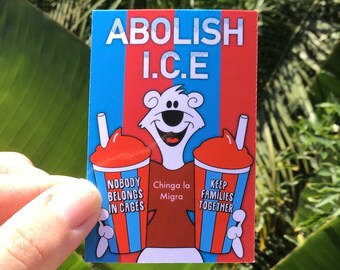 ABOLISH
I.C.E
NOBODY
BELONGS
IN CAGES
Chinga la
Migra
KEEP
FAMILIES
TOGETHER